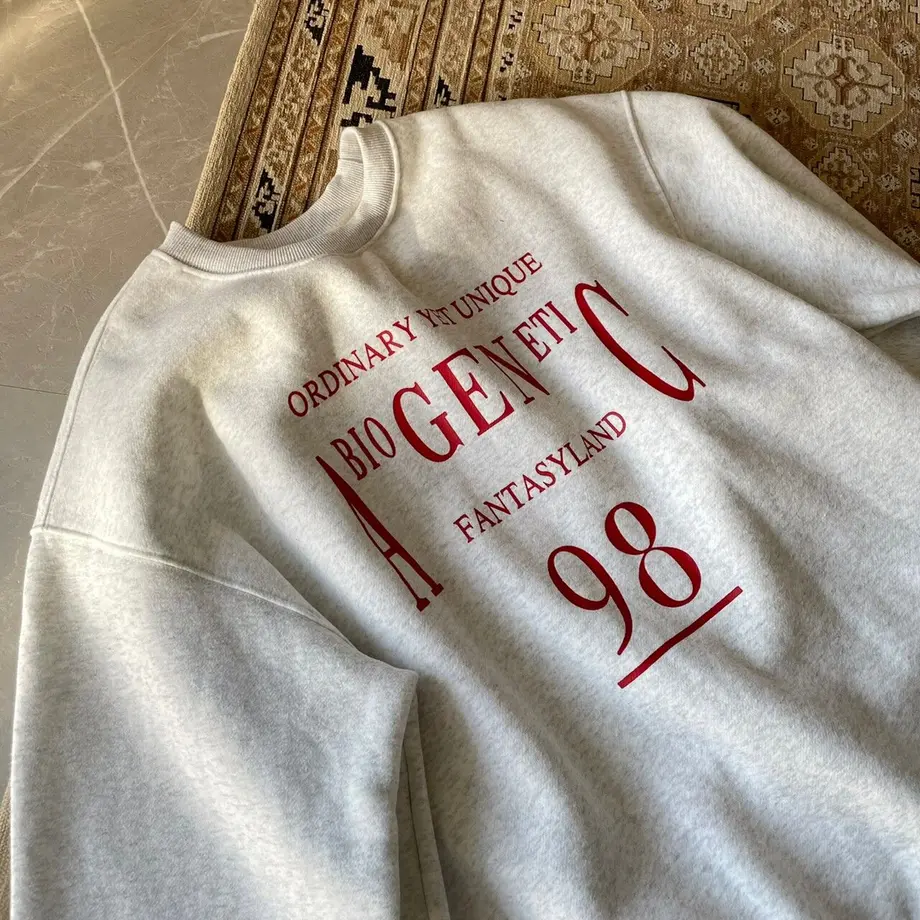 ORDINARY YET UNIQUE
ABIOGENETIC
FANTASYLAND
98